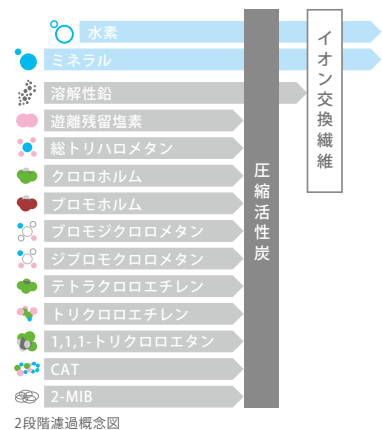 水素
ミネラル
溶解性鉛
遊離残留塩素
総トリハロメタン
クロロホルム
ブロモホルム
ブロモジクロロメタン
ジブロモクロロメタン
テトラクロロエチレン
トリクロロエチレン
1,1,1-トリクロロエタン
CAT
2-MIB
圧縮活性炭
イオン交換繊維
2段階濾過概念図